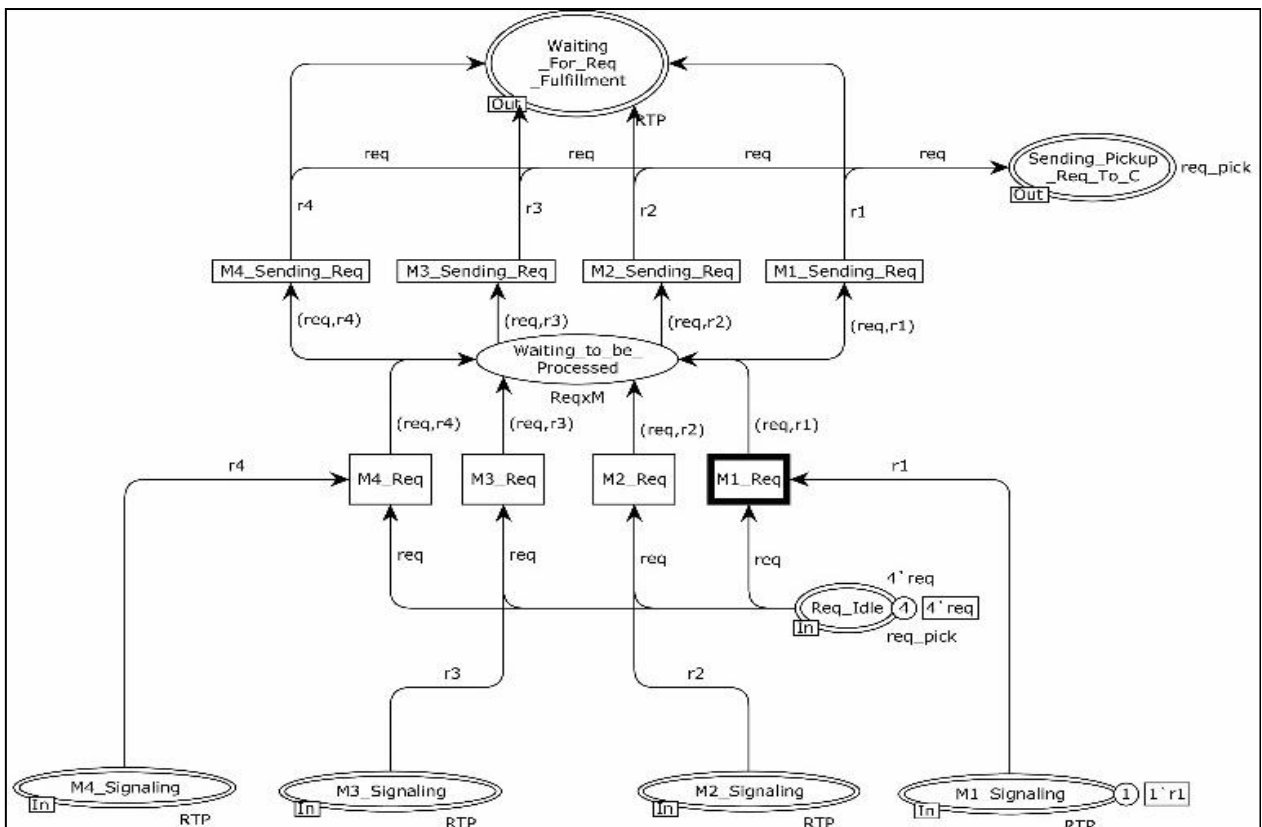 Waiting
_For_Req
_Fulfillment
Out
RTP
req
req
req
req
Sending_Pickup
_Req_To_C
req_pick
Out
r4
r3
r2
r1
M4_Sending_Req
M3_Sending_Req
M2_Sending_Req
M1_Sending_Req
(req,r4)
(req,r3)
(req,r2)
(req,r1)
Waiting_to_be_
Processed
ReqxM
(req,r4)
(req,r3)
(req,r2)
(req,r1)
r4
r1
M4_Req
M3_Req
M2_Req
M1_Req
req
req
req
req
4`req
Req_Idle
4
4`req
In
req_pick
r3
r2
M4_Signaling
In
RTP
M3_Signaling
In
RTP
M2_Signaling
In
RTP
M1_Signaling
1
1`r1
In
RTP